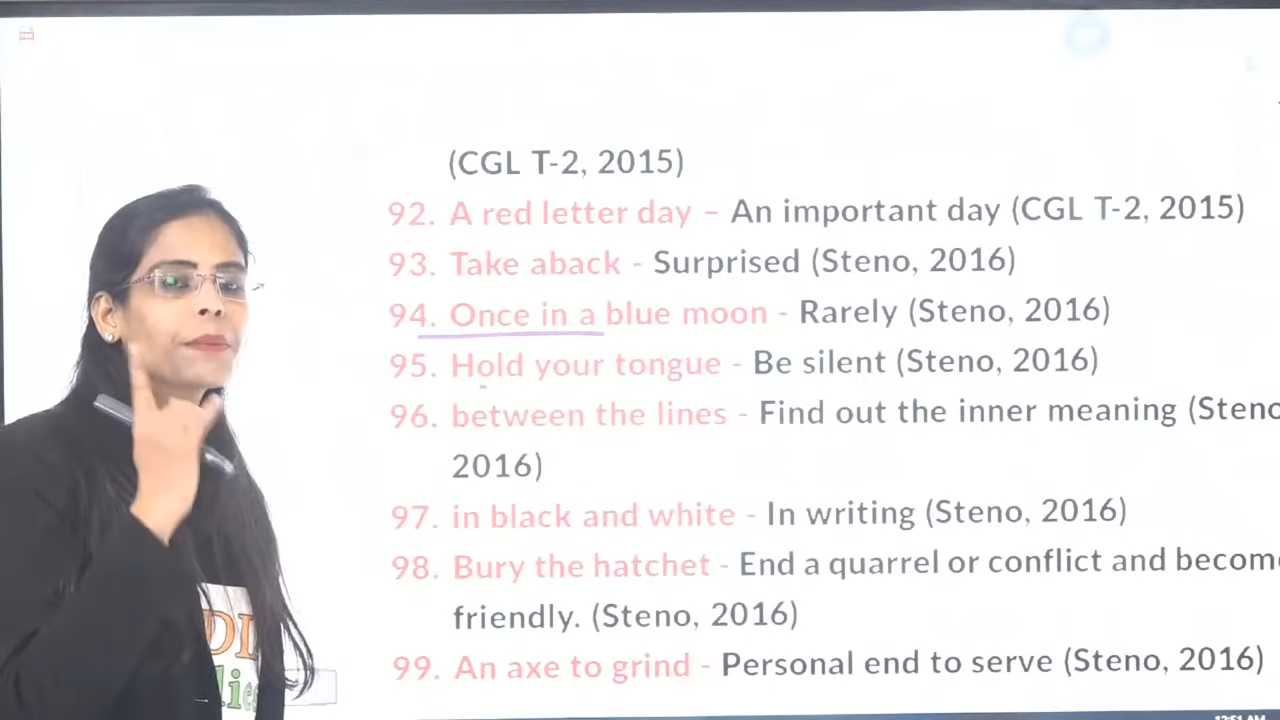 (CGL T-2, 2015)
92. A red letter day – An important day (CGL T-2, 2015)
93. Take aback - Surprised (Steno, 2016)
94. Once in a blue moon - Rarely (Steno, 2016)
95. Hold your tongue - Be silent (Steno, 2016)
96. between the lines - Find out the inner meaning (Steno
2016)
97. in black and white - In writing (Steno, 2016)
98. Bury the hatchet - End a quarrel or conflict and becom
friendly. (Steno, 2016)
99. An axe to grind - Personal end to serve (Steno, 2016)